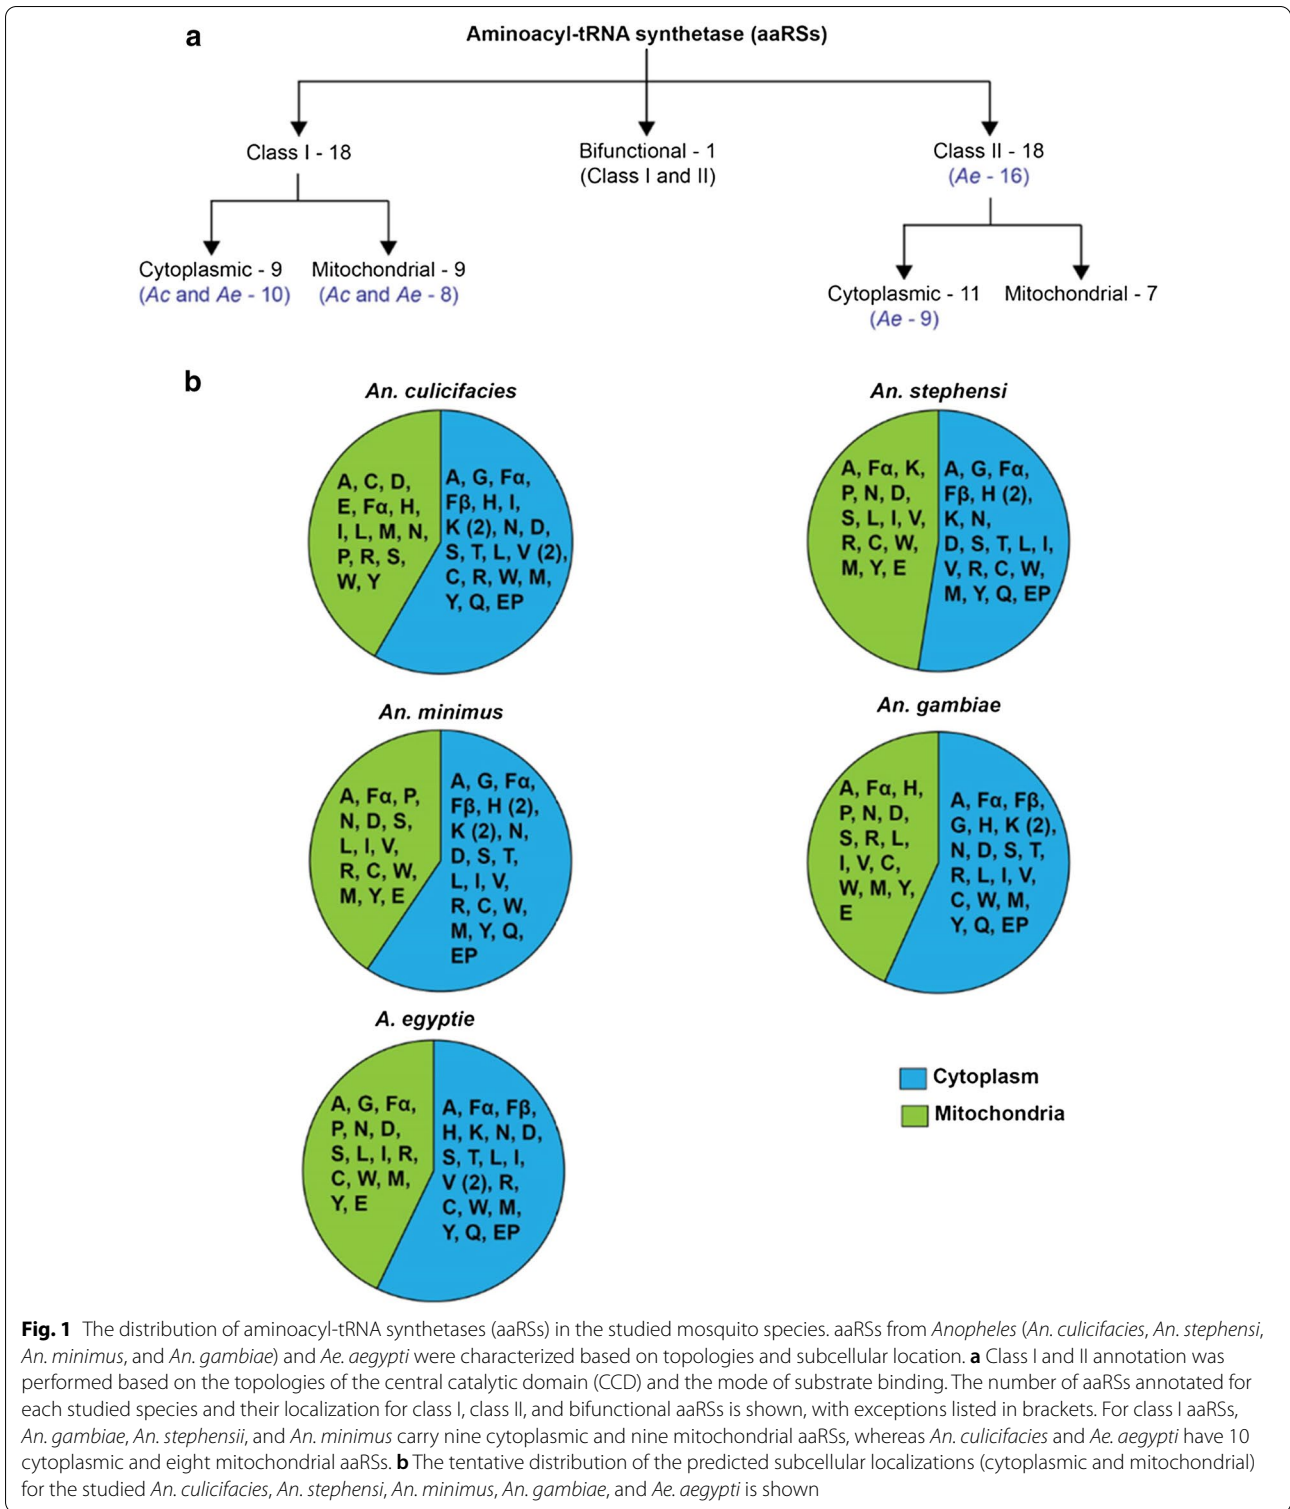 a
Aminoacyl-tRNA synthetase (aaRSs)
Class I - 18
Bifunctional - 1
(Class I and II)
Class II - 18
(Ae - 16)
Cytoplasmic - 9
(Ac and Ae - 10)
Mitochondrial - 9
(Ac and Ae - 8)
Cytoplasmic - 11
(Ae - 9)
Mitochondrial - 7
b
An. culicifacies
A, C, D,
E, Fα, H,
I, L, M, N,
P, R, S,
W, Y
A, G, Fα,
Fβ, H, I,
K (2), N, D,
S, T, L, V (2),
C, R, W, M,
Y, Q, EP
An. stephensi
A, Fα, K,
P, N, D,
S, L, I, V,
R, C, W,
M, Y, E
A, G, Fα,
Fβ, H (2),
K, N,
D, S, T, L, I,
V, R, C, W,
M, Y, Q, EP
An. minimus
A, Fα, P,
N, D, S,
L, I, V,
R, C, W,
M, Y, E
A, G, Fα,
Fβ, H (2),
K (2), N,
D, S, T,
L, I, V,
R, C, W,
M, Y, Q,
EP
An. gambiae
A, Fα, H,
P, N, D,
S, R, L,
I, V, C,
W, M, Y,
E
A, Fα, Fβ,
G, H, K (2),
N, D, S, T,
R, L, I, V,
C, W, M,
Y, Q, EP
A. egyptie
A, G, Fα,
P, N, D,
S, L, I, R,
C, W, M,
Y, E
A, Fα, Fβ,
H, K, N, D,
S, T, L, I,
V (2), R,
C, W, M,
Y, Q, EP
Cytoplasm
Mitochondria
Fig. 1 The distribution of aminoacyl-tRNA synthetases (aaRSs) in the studied mosquito species. aaRSs from Anopheles (An. culicifacies, An. stephensi,
An. minimus, and An. gambiae) and Ae. aegypti were characterized based on topologies and subcellular location. a Class I and II annotation was
performed based on the topologies of the central catalytic domain (CCD) and the mode of substrate binding. The number of aaRSs annotated for
each studied species and their localization for class I, class II, and bifunctional aaRSs is shown, with exceptions listed in brackets. For class I aaRSs,
An. gambiae, An. stephensii, and An. minimus carry nine cytoplasmic and nine mitochondrial aaRSs, whereas An. culicifacies and Ae. aegypti have 10
cytoplasmic and eight mitochondrial aaRSs. b The tentative distribution of the predicted subcellular localizations (cytoplasmic and mitochondrial)
for the studied An. culicifacies, An. stephensi, An. minimus, An. gambiae, and Ae. aegypti is shown